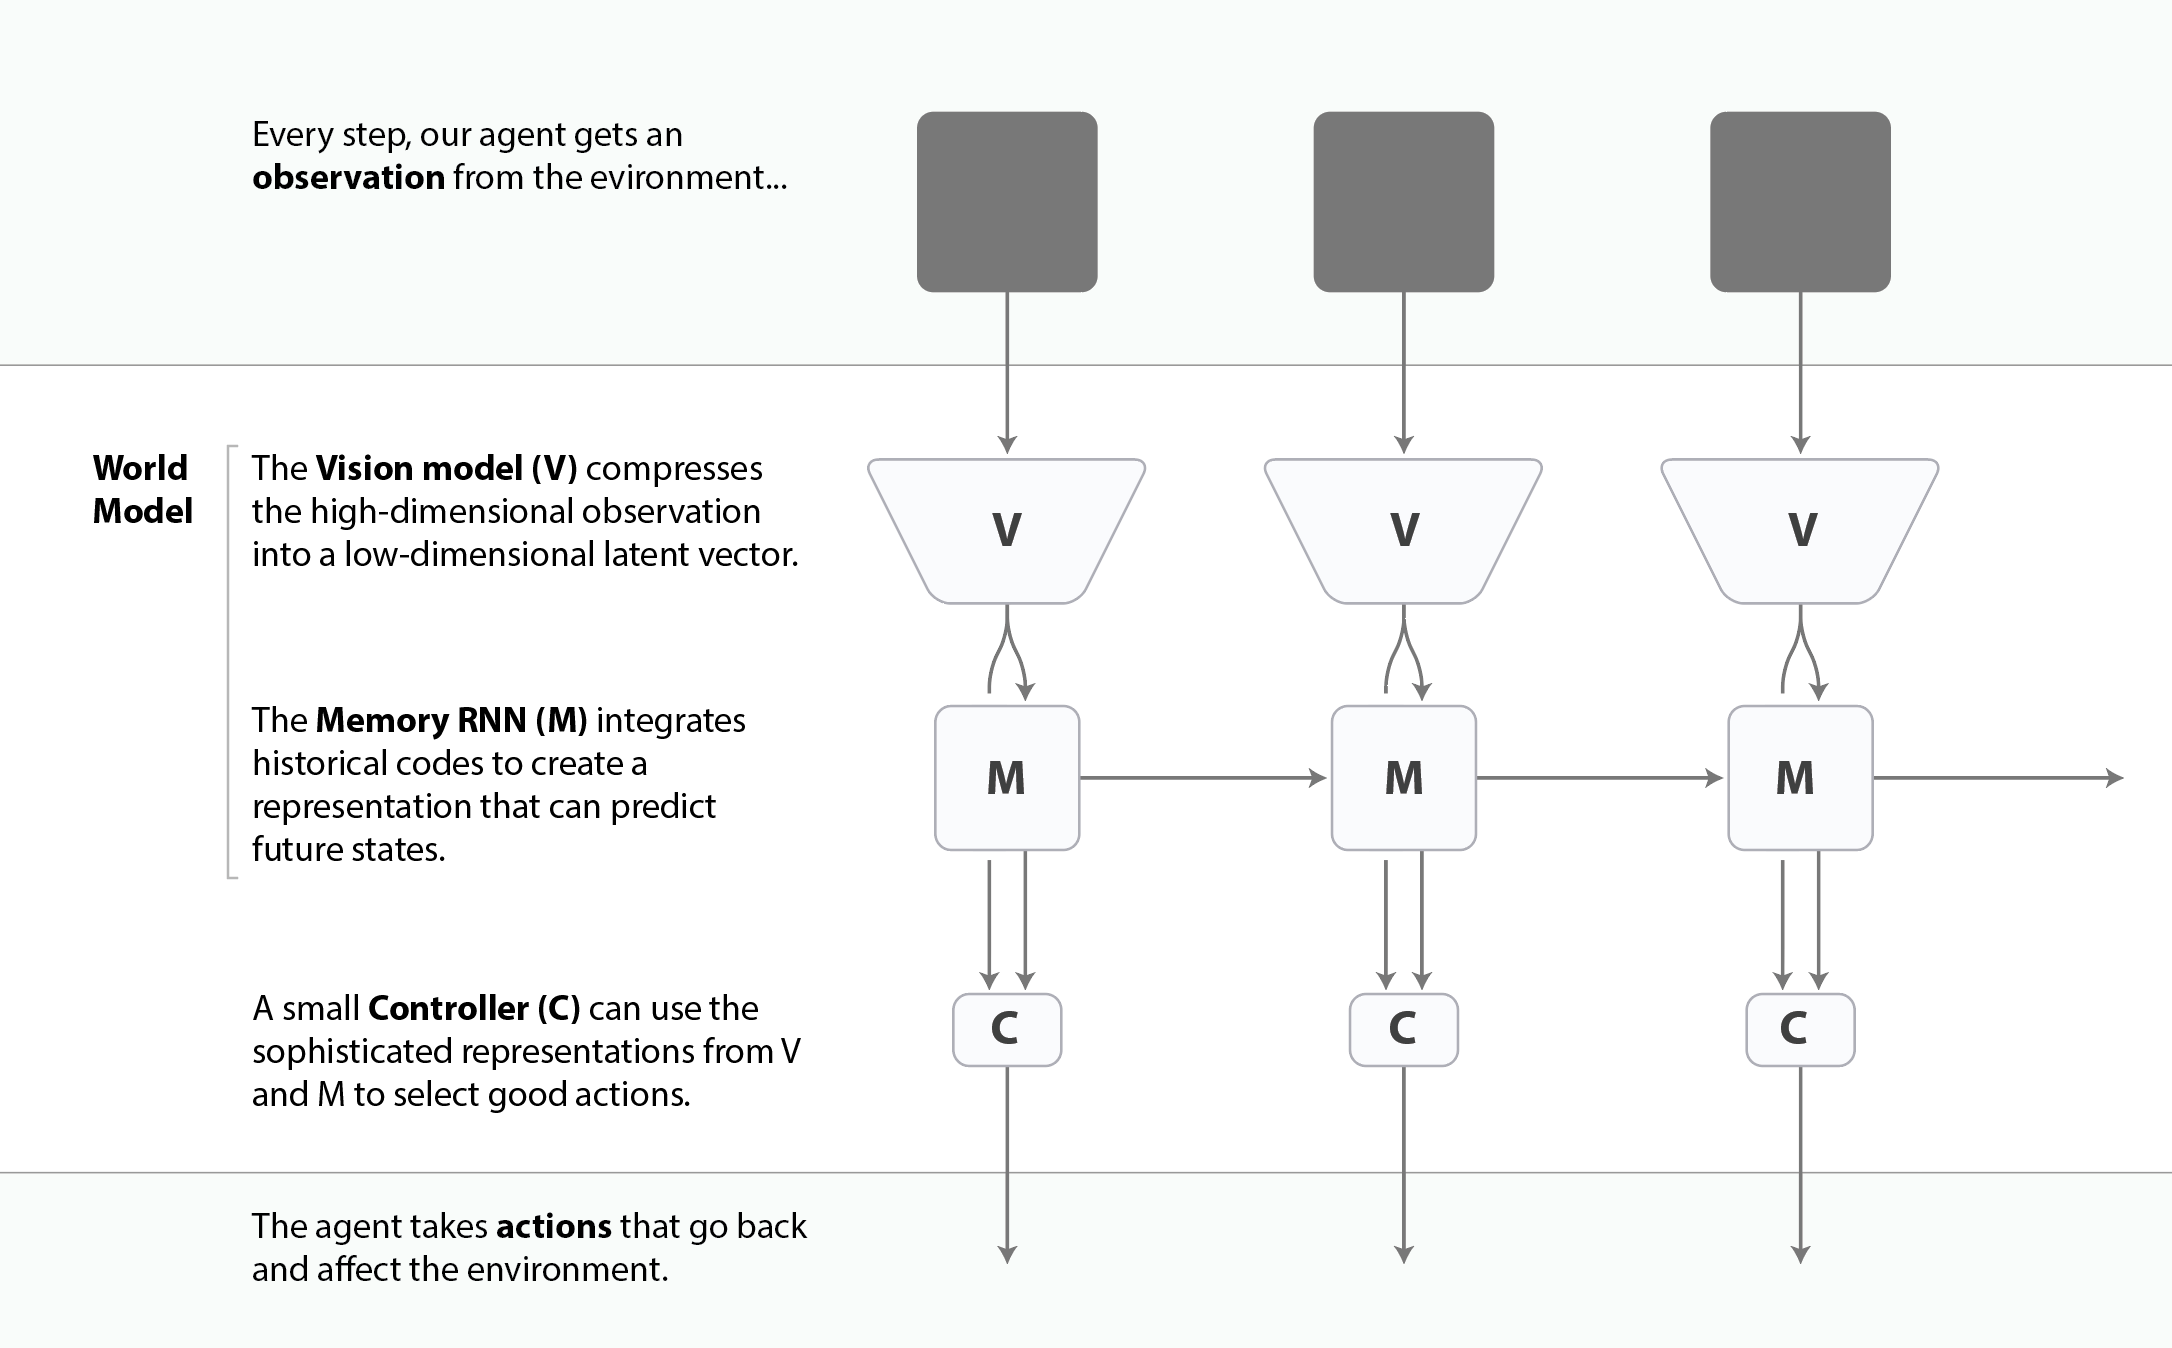 Every step, our agent gets an
observation from the evironment...
World
Model
The Vision model (V) compresses
the high-dimensional observation
into a low-dimensional latent vector.
V V V
The Memory RNN (M) integrates
historical codes to create a
representation that can predict
future states.
M M M
A small Controller (C) can use the
sophisticated representations from V
and M to select good actions.
C C C
The agent takes actions that go back
and affect the environment.